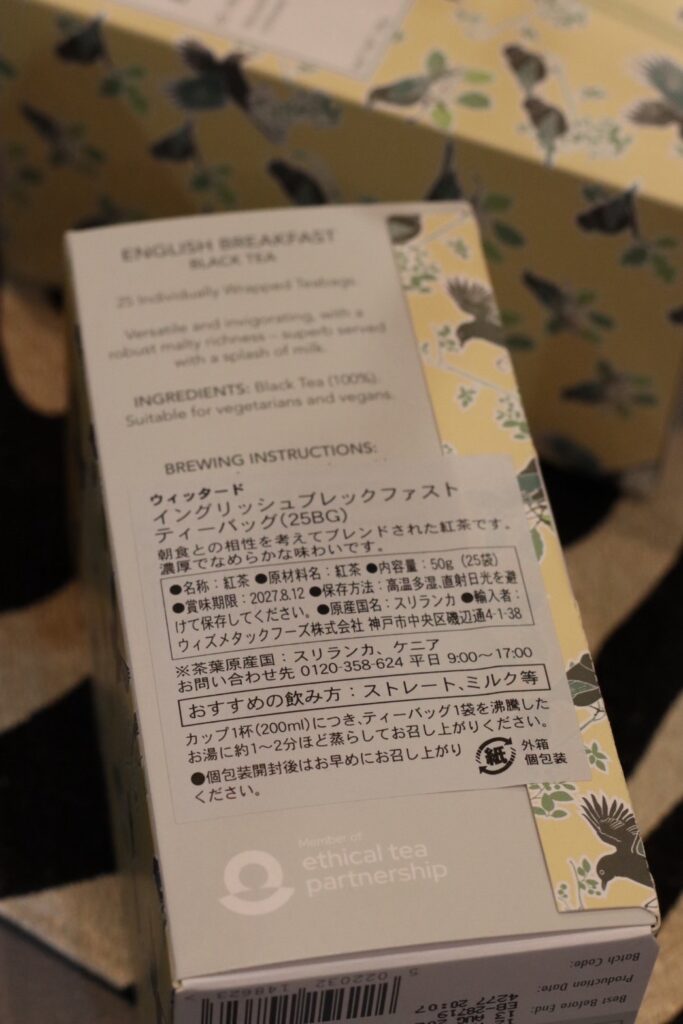 ENGLISH BREAKFAST
BLACK TEA
25 Individually Wrapped Teabags
Versatile and invigorating, with a
robust malty richness – superb served
with a splash of milk.
INGREDIENTS: Black Tea (100%).
Suitable for vegetarians and vegans.
BREWING INSTRUCTIONS:
ウィッタード
イングリッシュブレックファスト
ティーバッグ(25BG)
朝食との相性を考えてブレンドされた紅茶です。
濃厚でなめらかな味わいです。
●名称：紅茶 ●原材料名：紅茶 ●内容量：50g (25袋)
●賞味期限：2027.8.12 ●保存方法：高温多湿,直射日光を避
けて保存してください。●原産国名：スリランカ ●輸入者：
ウィズメタックフーズ株式会社 神戸市中央区磯辺通4-1-38
※茶葉原産国：スリランカ、ケニア
お問い合わせ先 0120-358-624 平日 9:00～17:00
おすすめの飲み方：ストレート、ミルク等
カップ1杯(200ml)につき、ティーバッグ1袋を沸騰した
お湯に約1～2分ほど蒸らしてお召し上がりください。
●個包装開封後はお早めにお召し上がり
ください。
紙
外箱
個包装
Member of
ethical tea
partnership
5 022032 148623 >
Batch Code:
Production Date:
Best Before End:
4277 20:07
EB-28719